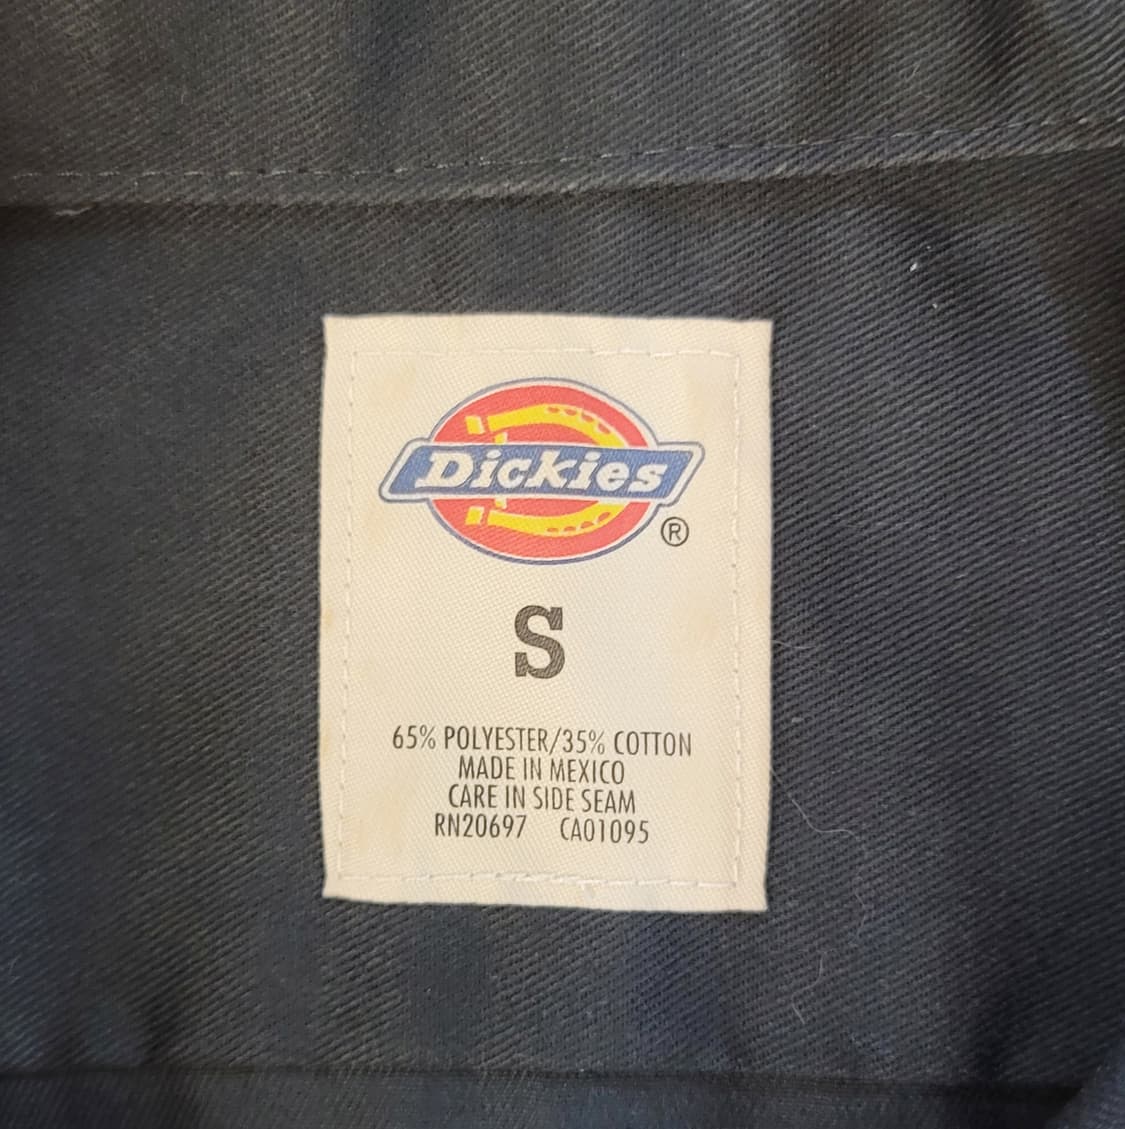 Dickies
®
S
65% POLYESTER/35% COTTON
MADE IN MEXICO
CARE IN SIDE SEAM
RN20697 CA01095